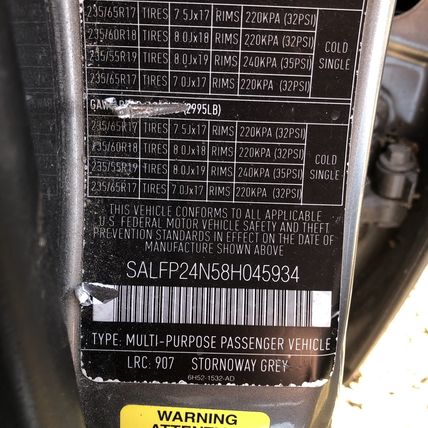 235/65R17 TIRES 7.5Jx17 RIMS 220KPA (32PSI)
235/60R18 TIRES 8.0Jx18 RIMS 220KPA (32PSI) COLD
235/55R19 TIRES 8.0Jx19 RIMS 240KPA (35PSI) SINGLE
TIRES 7.0Jx17 RIMS 220KPA (32PSI)
(2995LB)
235/65R17 TIRES 7.5Jx17 RIMS 220KPA (32PSI)
235/60R18 TIRES 8.0Jx18 RIMS 220KPA (32PSI) COLD
235/55R19 TIRES 8.0Jx19 RIMS 240KPA (35PSI) SINGLE
235/65R17 TIRES 7.0Jx17 RIMS 220KPA (32PSI)
THIS VEHICLE CONFORMS TO ALL APPLICABLE
U.S. FEDERAL MOTOR VEHICLE SAFETY AND THEFT
PREVENTION STANDARDS IN EFFECT ON THE DATE OF
MANUFACTURE SHOWN ABOVE
SALFP24N58H045934
TYPE: MULTI-PURPOSE PASSENGER VEHICLE
LRC: 907 STORNOWAY GREY
6H52-1532-AD
WARNING